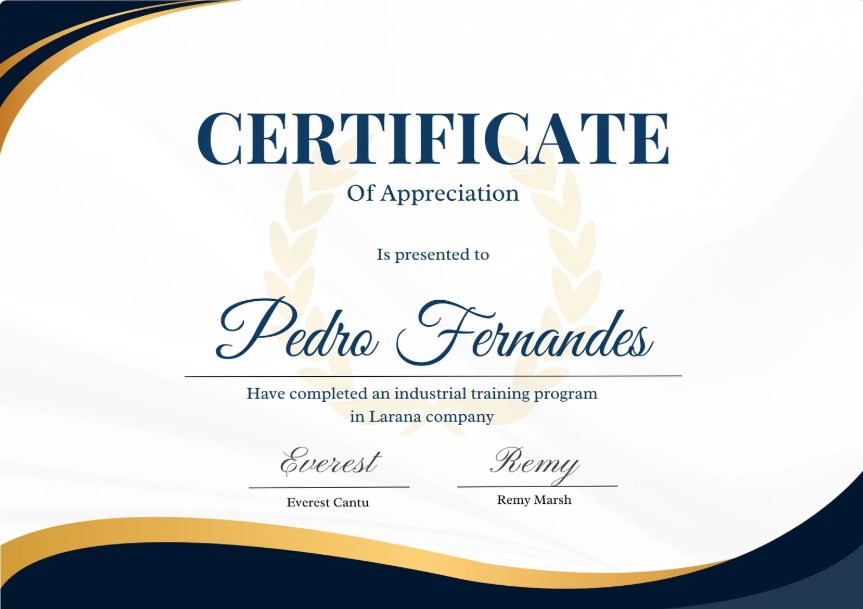 CERTIFICATE
Of Appreciation
Is presented to
Pedro Fernandes
Have completed an industrial training program
in Larana company
Everest Remy
Everest Cantu Remy Marsh